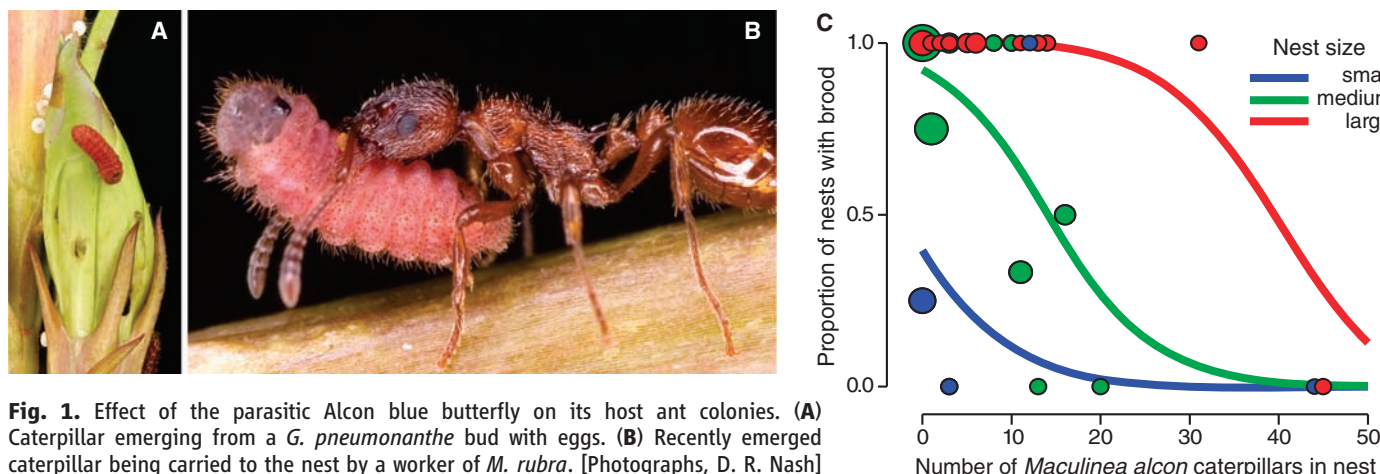 A
B
C
1.0
0.5
0.0
Proportion of nests with brood
Nest size
sma
medium
larg
0
10
20
30
40
50
Number of Maculinea alcon caterpillars in nest
Fig. 1. Effect of the parasitic Alcon blue butterfly on its host ant colonies. (A)
Caterpillar emerging from a G. pneumonanthe bud with eggs. (B) Recently emerged
caterpillar being carried to the nest by a worker of M. rubra. [Photographs, D. R. Nash]